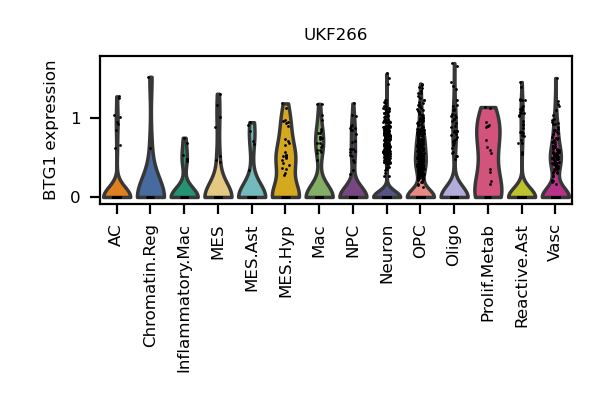 UKF266
BTG1 expression
1
0
AC
Chromatin.Reg
Inflammatory.Mac
MES
MES.Ast
MES.Hyp
Mac
NPC
Neuron
OPC
Oligo
Prolif.Metab
Reactive.Ast
Vasc